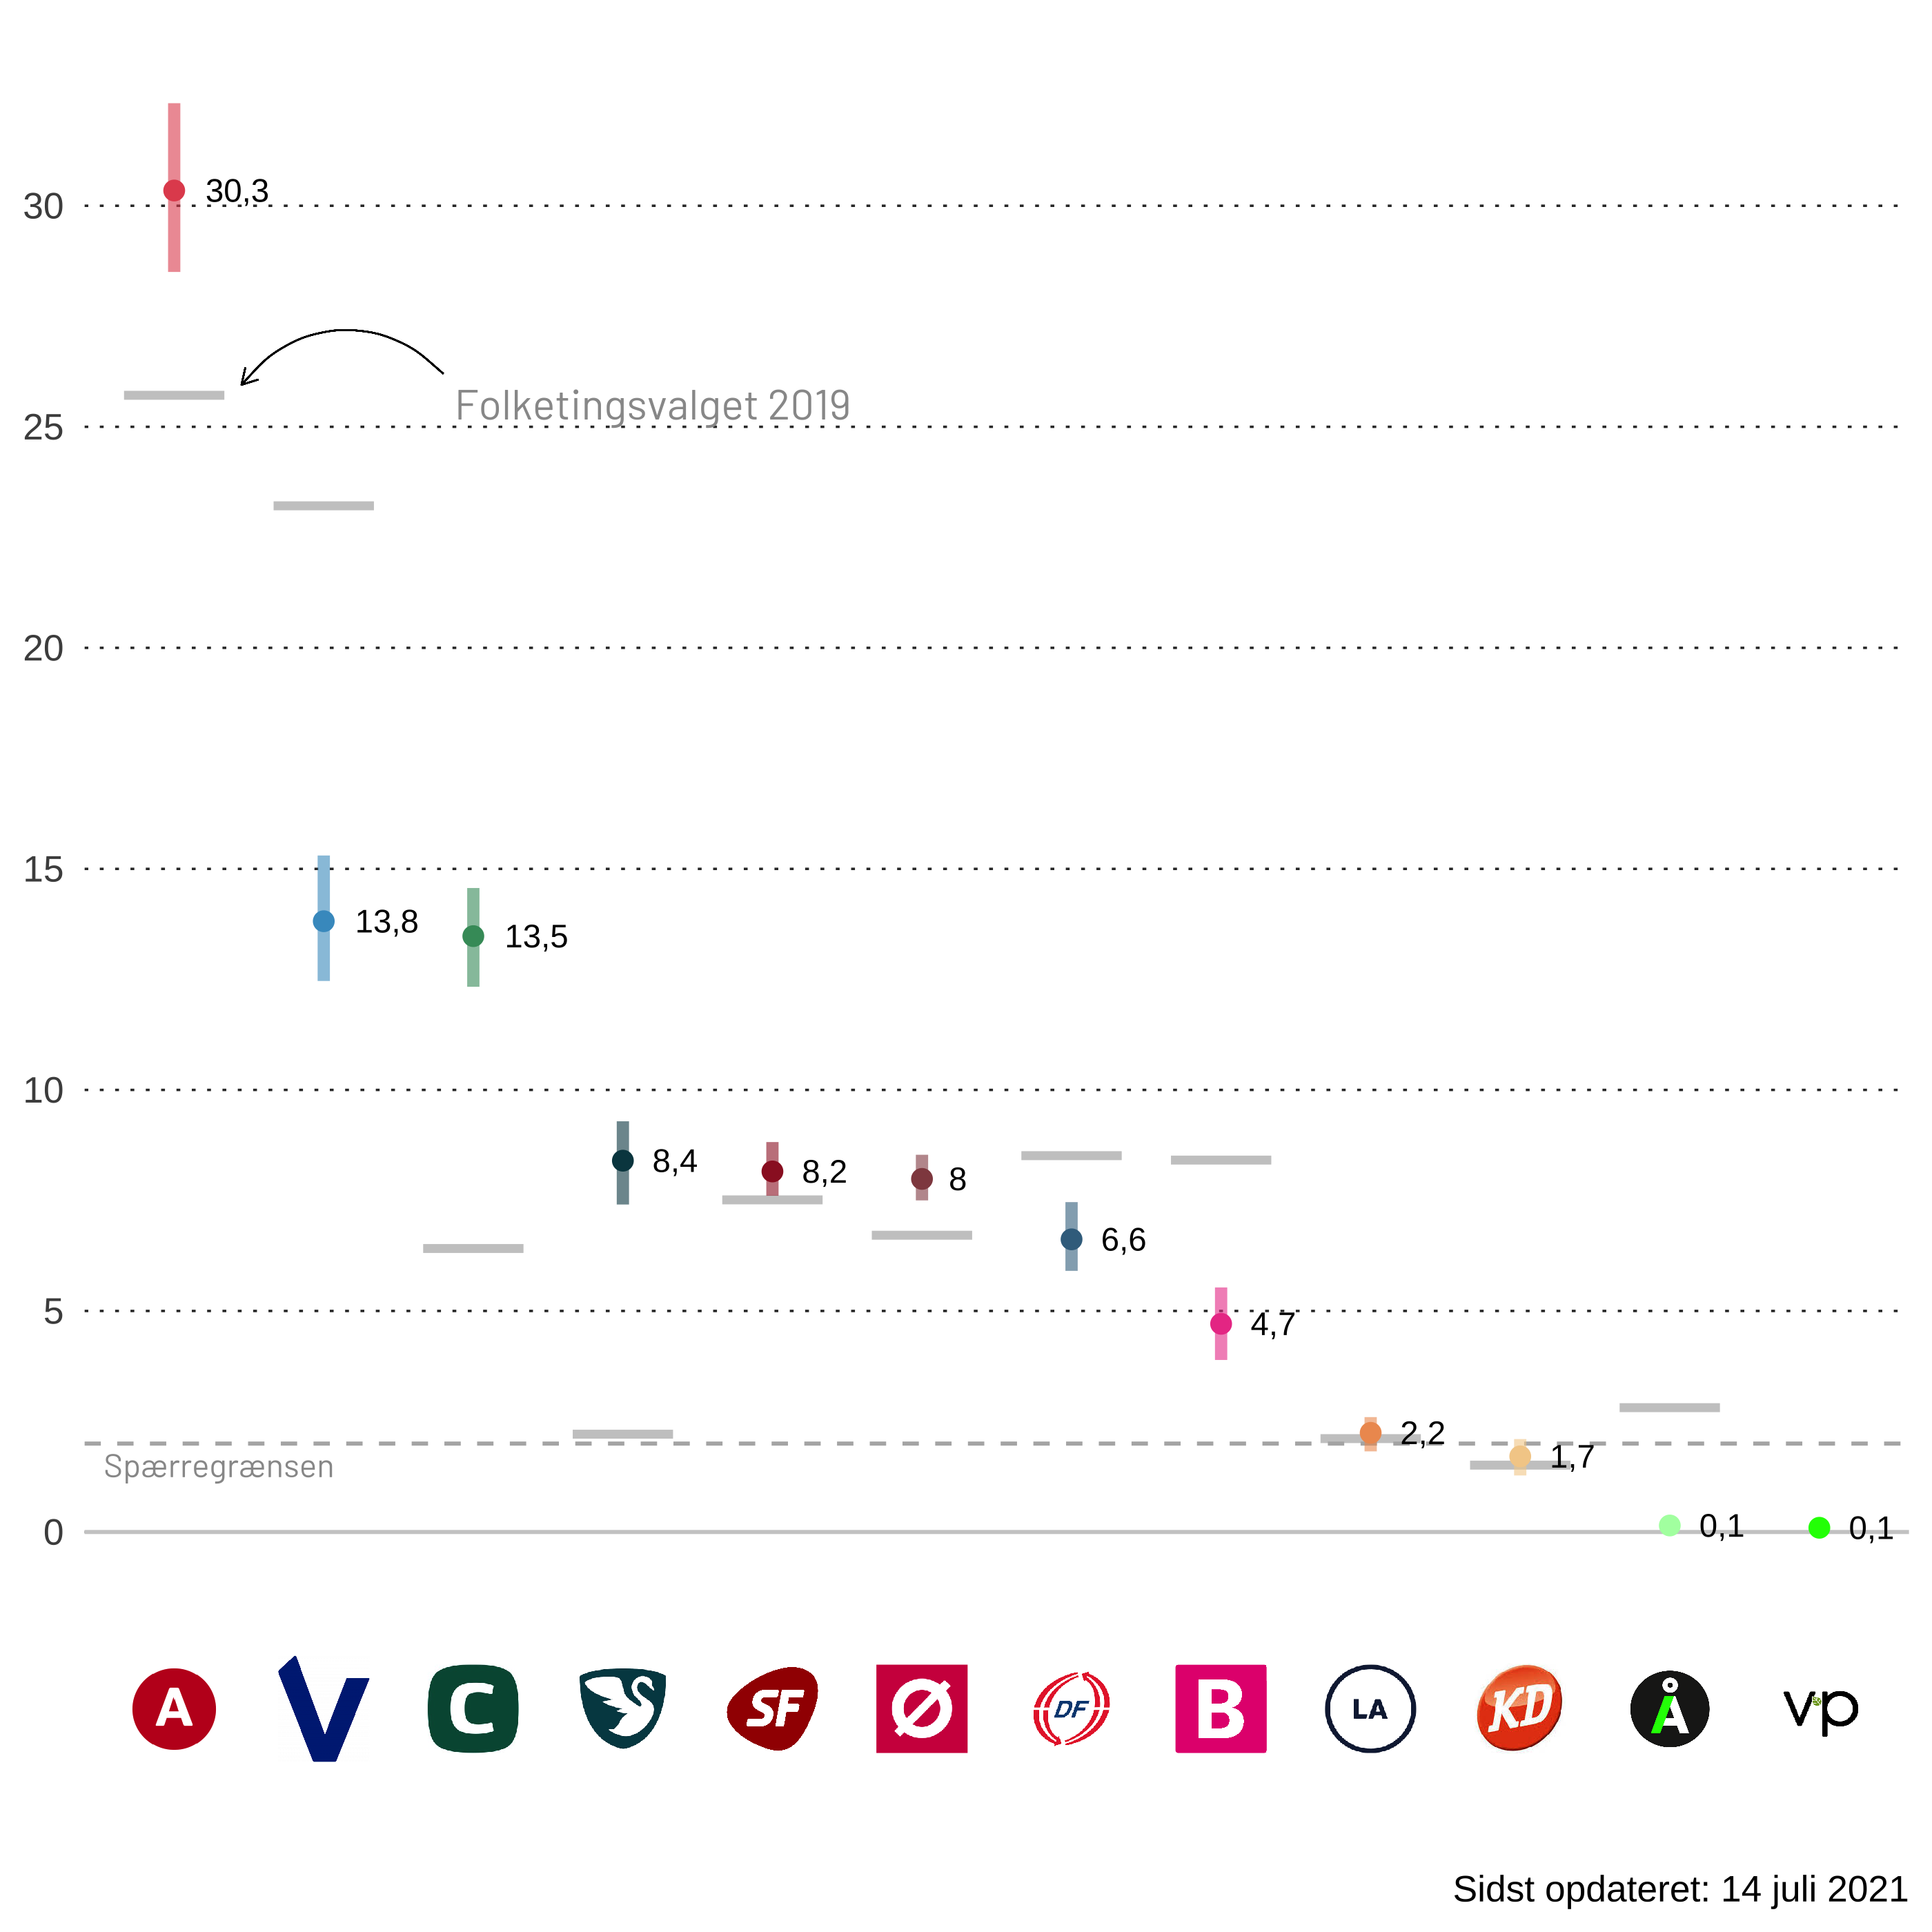 30
30,3
Folketingsvalget 2019
25
20
15
13,8
13,5
10
8,4
8,2
8
6,6
5
4,7
2,2
1,7
Spærregrænsen
0
0,1
0,1
A
V
C
SF
Ø
DF
B
LA
KD
Å
vp
Sidst opdateret: 14 juli 2021